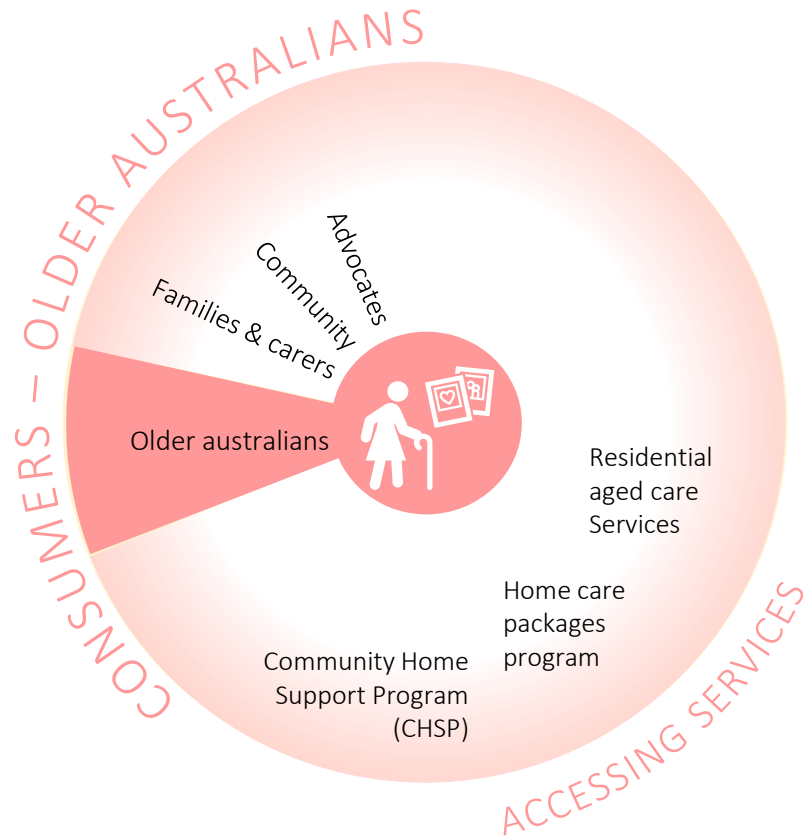 CONSUMERS – OLDER AUSTRALIANS
Advocates
Community
Families & carers
Older australians
Residential
aged care
Services
Home care
packages
program
Community Home
Support Program
(CHSP)
ACCESSING SERVICES